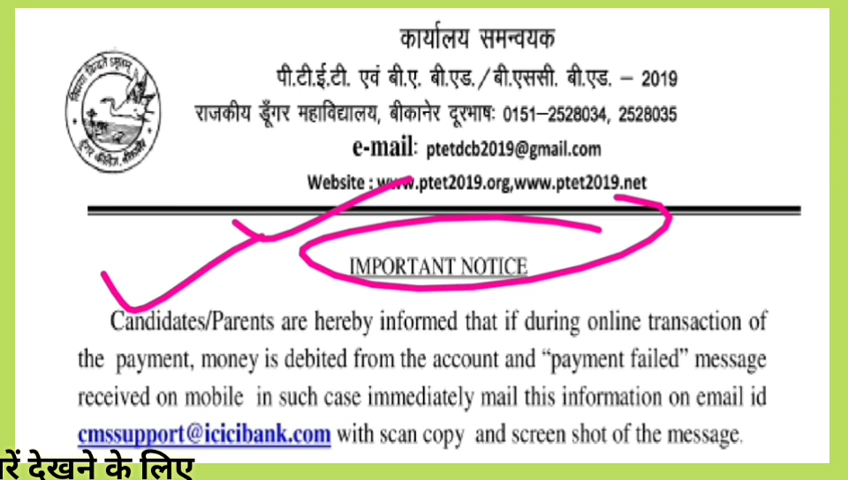 कार्यालय समन्वयक
पी.टी.ई.टी. एवं बी.ए. बी.एड./बी.एससी. बी.एड. – 2019
राजकीय डूँगर महाविद्यालय, बीकानेर दूरभाषः 0151–2528034, 2528035
e-mail: ptetdcb2019@gmail.com
Website : www.ptet2019.org,www.ptet2019.net
IMPORTANT NOTICE
Candidates/Parents are hereby informed that if during online transaction of
the payment, money is debited from the account and “payment failed” message
received on mobile in such case immediately mail this information on email id
cmssupport@icicibank.com with scan copy and screen shot of the message.
देखने के लिए